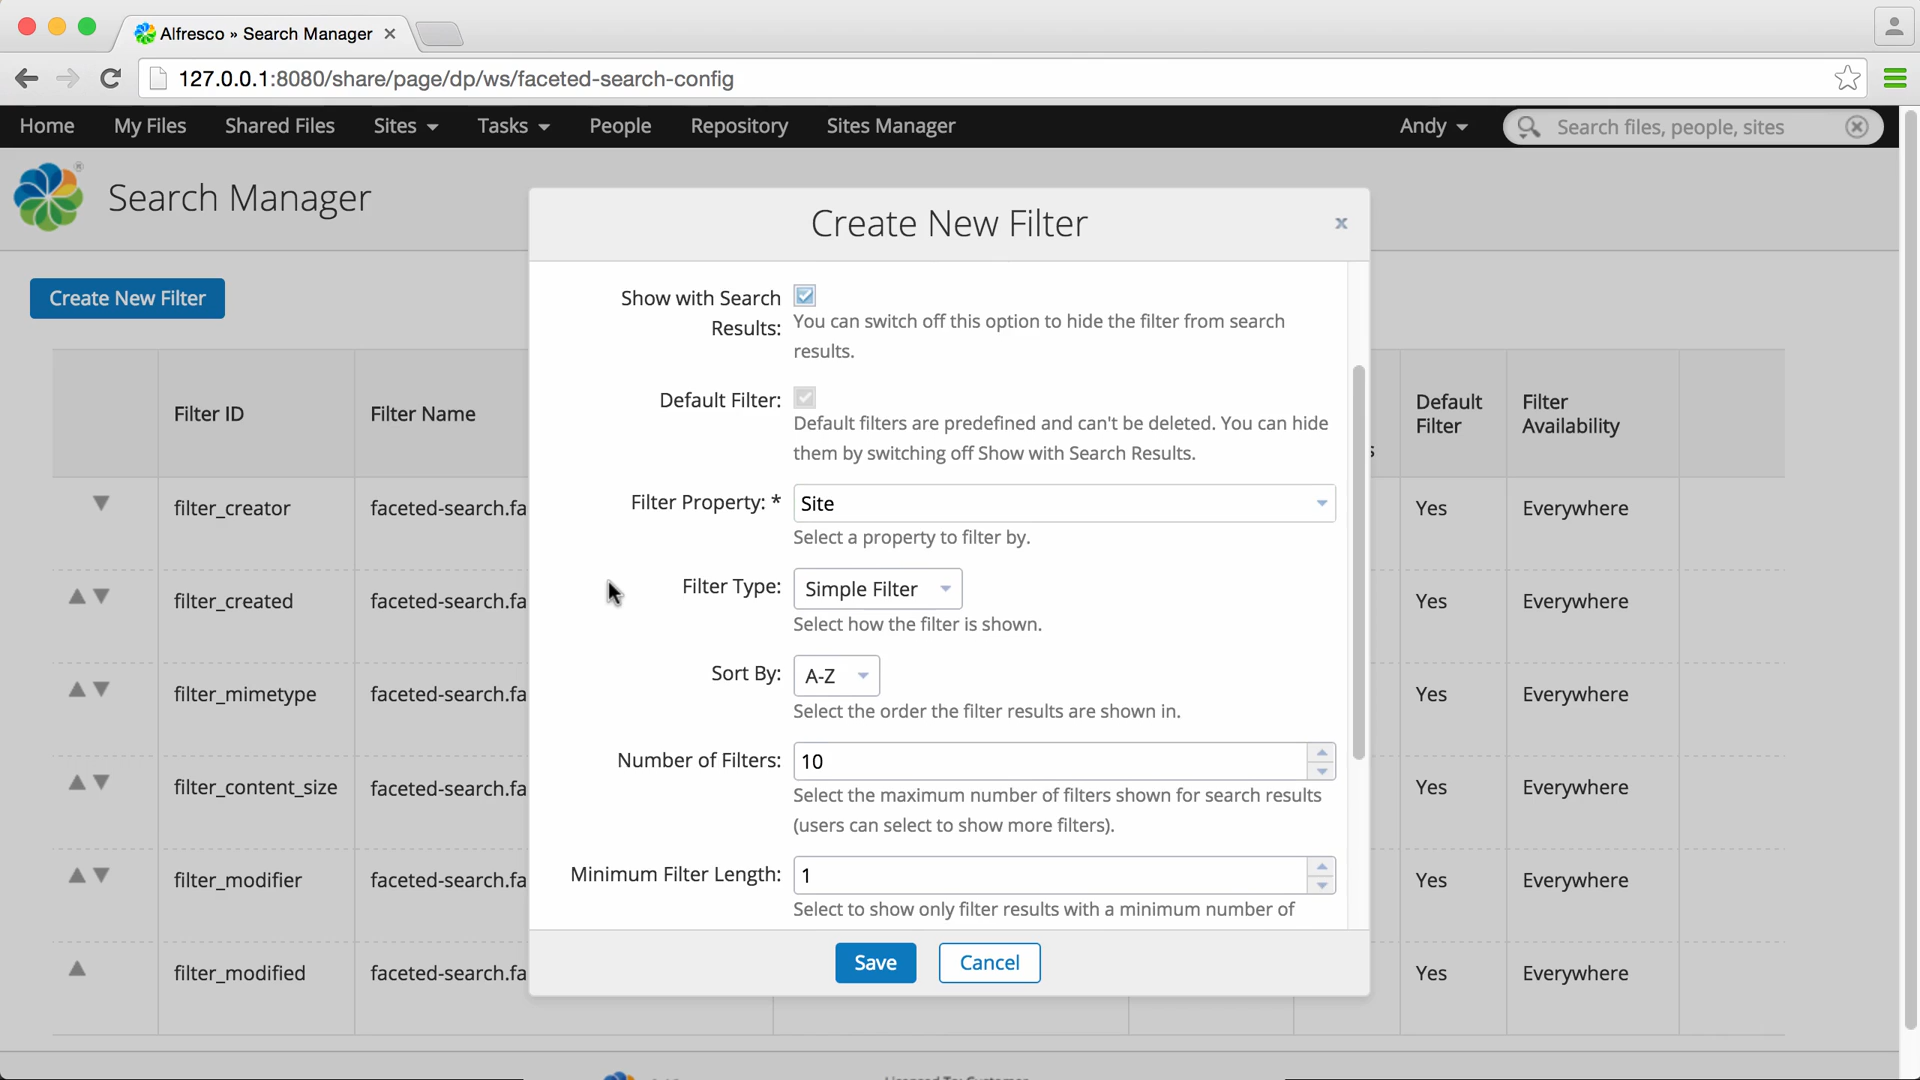 Alfresco » Search Manager
127.0.0.1:8080/share/page/dp/ws/faceted-search-config
Home My Files Shared Files Sites Tasks People Repository Sites Manager Andy Search files, people, sites
Search Manager
Create New Filter
Create New Filter
Filter ID Filter Name Default Filter Filter Availability
filter_creator faceted-search.fa Yes Everywhere
filter_created faceted-search.fa Yes Everywhere
filter_mimetype faceted-search.fa Yes Everywhere
filter_content_size faceted-search.fa Yes Everywhere
filter_modifier faceted-search.fa Yes Everywhere
filter_modified faceted-search.fa Yes Everywhere
Show with Search
Results:
You can switch off this option to hide the filter from search
results.
Default Filter:
Default filters are predefined and can't be deleted. You can hide
them by switching off Show with Search Results.
Filter Property: * Site
Select a property to filter by.
Filter Type: Simple Filter
Select how the filter is shown.
Sort By: A-Z
Select the order the filter results are shown in.
Number of Filters: 10
Select the maximum number of filters shown for search results
(users can select to show more filters).
Minimum Filter Length: 1
Select to show only filter results with a minimum number of
Save Cancel